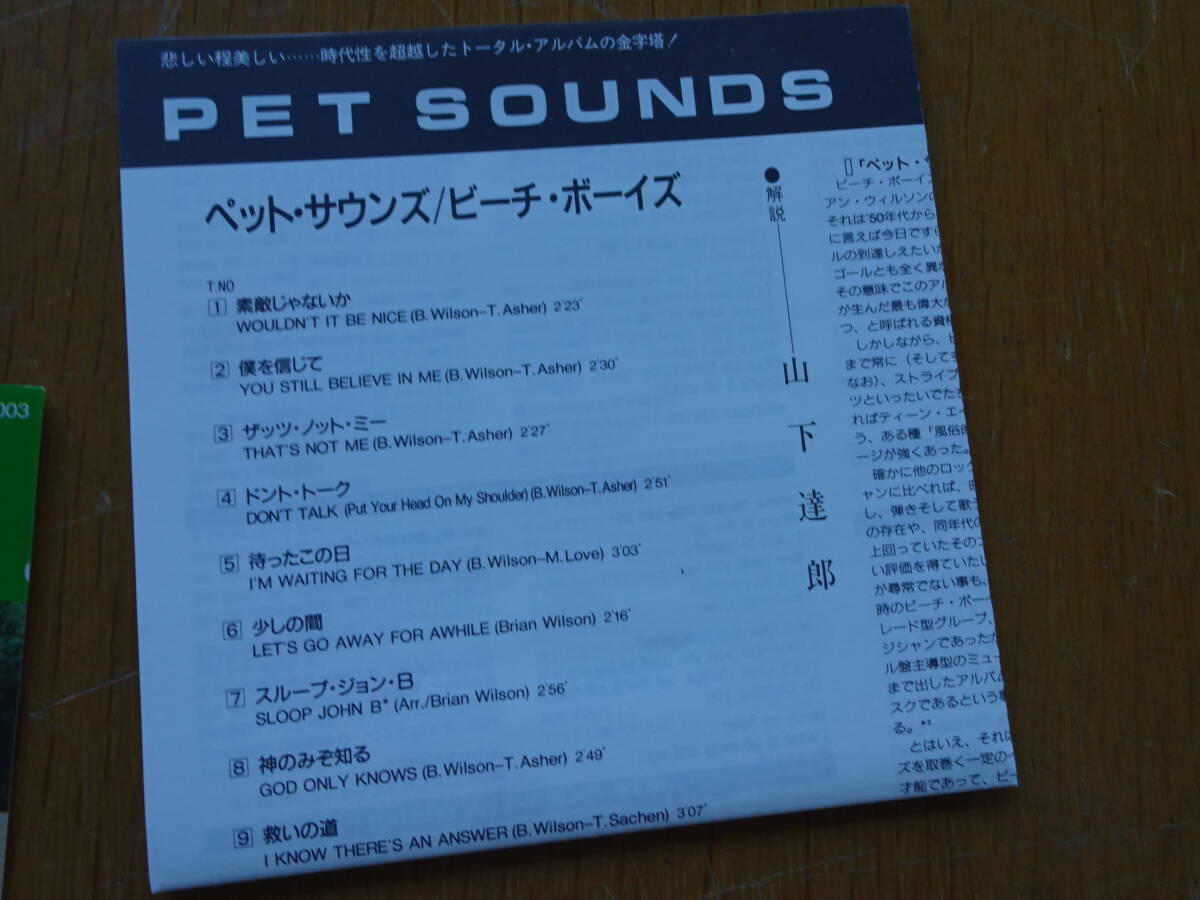 悲しい程美しい……時代性を超越したトータル・アルバムの金字塔!
PET SOUNDS
ペット・サウンズ/ビーチ・ボーイズ
T.NO
1 素敵じゃないか
WOULDN'T IT BE NICE (B. Wilson–T. Asher) 2'23"
2 僕を信じて
YOU STILL BELIEVE IN ME (B. Wilson–T. Asher) 2'30"
3 ザッツ・ノット・ミー
THAT'S NOT ME (B. Wilson–T. Asher) 2'27"
4 ドント・トーク
DON'T TALK (Put Your Head On My Shoulder) (B. Wilson–T. Asher) 2'51"
5 待ったこの日
I'M WAITING FOR THE DAY (B. Wilson–M. Love) 3'03"
6 少しの間
LET'S GO AWAY FOR AWHILE (Brian Wilson) 2'16"
7 スループ・ジョン・B
SLOOP JOHN B* (Arr./Brian Wilson) 2'56"
8 神のみぞ知る
GOD ONLY KNOWS (B. Wilson–T. Asher) 2'49"
9 救いの道
I KNOW THERE'S AN ANSWER (B. Wilson–T. Sachen) 3'07"
●解説――山下達郎
「ペット・
ビーチ・ボーイ
アン・ウィルソンの
それは'50年代から
に言えば今日ですら
ルの到達しえたいか
ゴールとも全く異な
その意味でこのアル
が生んだ最も偉大な
つ、と呼ばれる資格
しかしながら、ビ
まで常に（そして
なお）、ストライプ
ツといったいでたち
ればティーン・エイ
う、ある種「風俗的
ージが強くあった。
確かに他のロック
ャンに比べれば、
し、弾きそして歌う
の存在や、同年代の
上回っていたその
い評価を得ていたし
が尋常でない事も、
時のビーチ・ボーイ
レード型グループ、
ジシャンであったか
ル盤主導型のミュー
まで出したアルバム
スクであるという
る。*²
とはいえ、それは
ズを取巻く一定の
才能であって、ビー
003